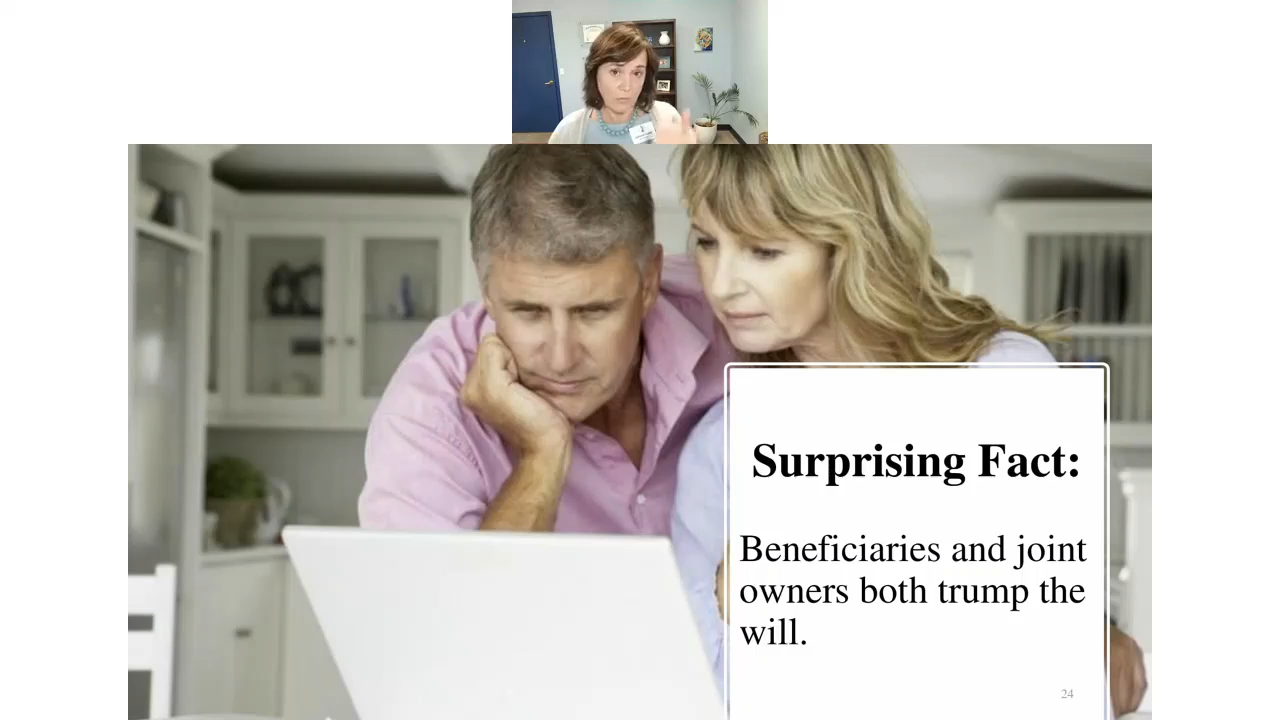 Surprising Fact:
Beneficiaries and joint
owners both trump the
will.
24